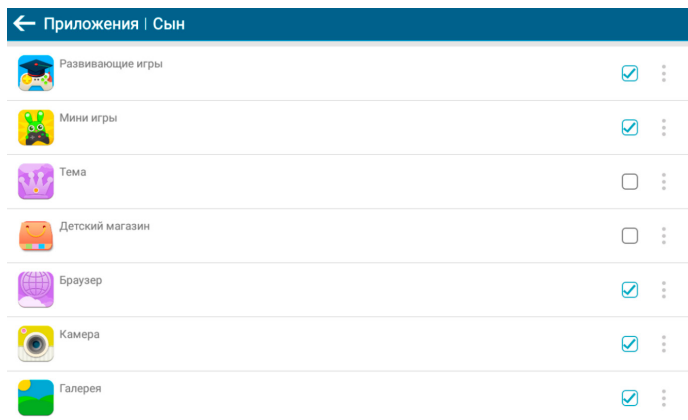 Приложения | Сын
Развивающие игры
Мини игры
Тема
Детский магазин
Браузер
Камера
Галерея